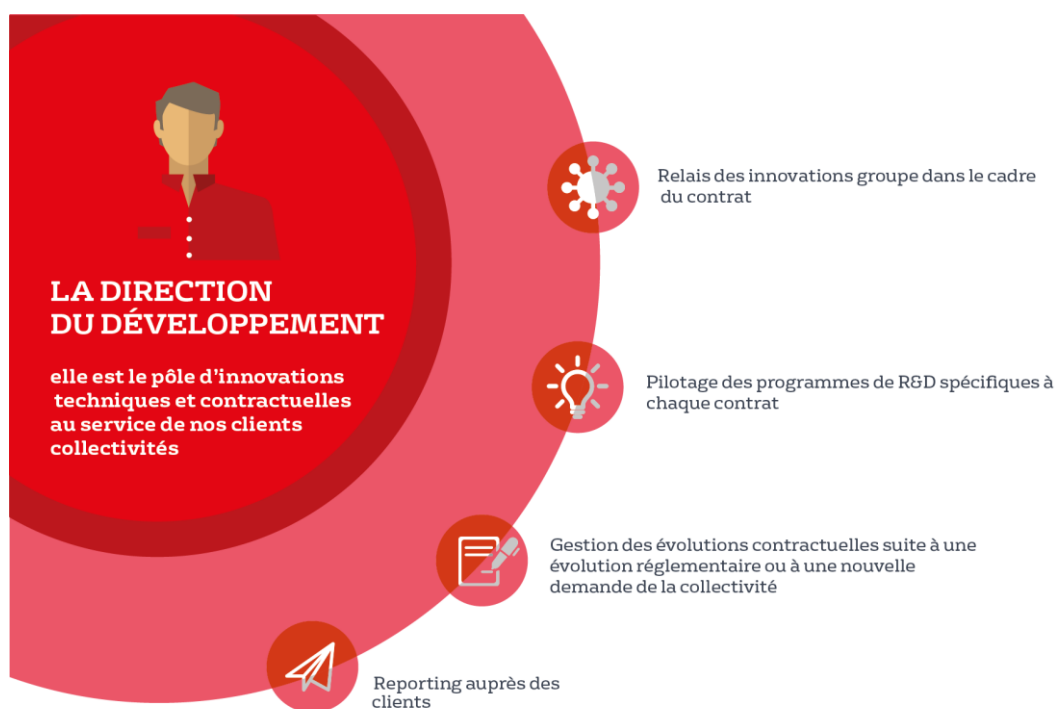 LA DIRECTION
DU DÉVELOPPEMENT
elle est le pôle d'innovations
techniques et contractuelles
au service de nos clients
collectivités
Relais des innovations groupe dans le cadre
du contrat
Pilotage des programmes de R&D spécifiques à
chaque contrat
Gestion des évolutions contractuelles suite à une
évolution réglementaire ou à une nouvelle
demande de la collectivité
Reporting auprès des
clients